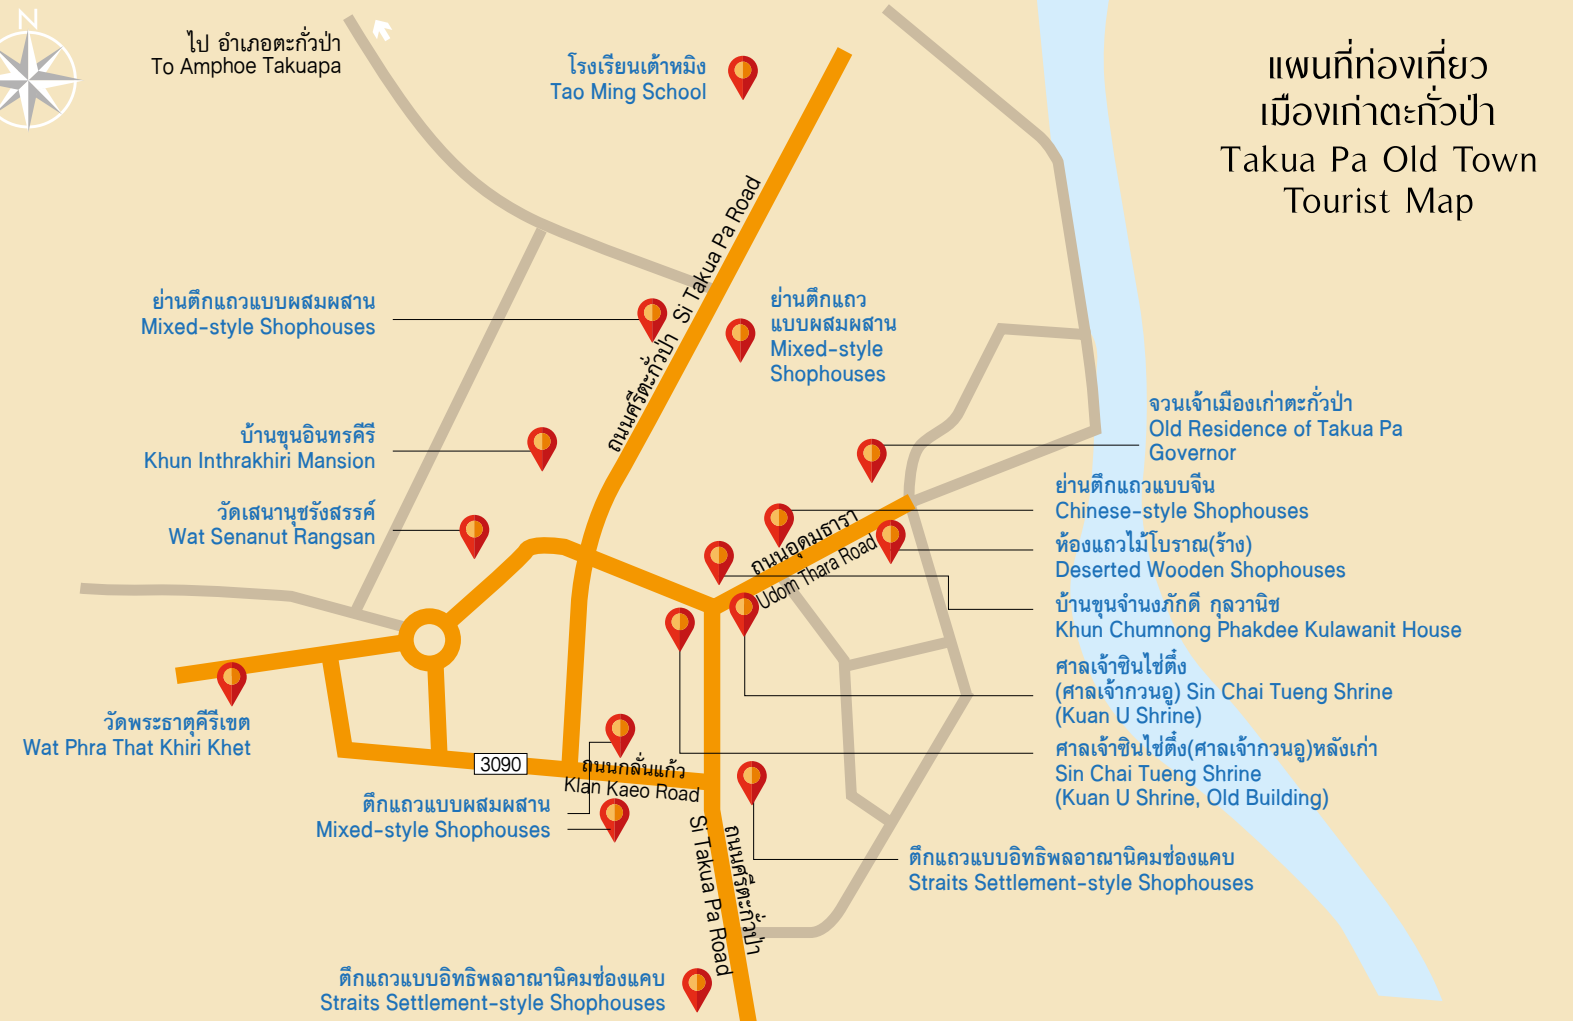 N
ไป อำเภอตะกั่วป่า
To Amphoe Takuapa
โรงเรียนเต้าหมิง
Tao Ming School
แผนที่ท่องเที่ยว
เมืองเก่าตะกั่วป่า
Takua Pa Old Town
Tourist Map
ถนนศรีตะกั่วป่า Si Takua Pa Road
ย่านตึกแถวแบบผสมผสาน
Mixed-style Shophouses
ย่านตึกแถว
แบบผสมผสาน
Mixed-style
Shophouses
จวนเจ้าเมืองเก่าตะกั่วป่า
Old Residence of Takua Pa
Governor
บ้านขุนอินทรคีรี
Khun Inthrakhiri Mansion
ย่านตึกแถวแบบจีน
Chinese-style Shophouses
วัดเสนานุชรังสรรค์
Wat Senanut Rangsan
ถนนอุดมธารา
Udom Thara Road
ห้องแถวไม้โบราณ(ร้าง)
Deserted Wooden Shophouses
บ้านขุนจำนงภักดี กุลวานิช
Khun Chumnong Phakdee Kulawanit House
ศาลเจ้าซินใช่ตึ๋ง
(ศาลเจ้ากวนอู) Sin Chai Tueng Shrine
(Kuan U Shrine)
วัดพระธาตุคีรีเขต
Wat Phra That Khiri Khet
ศาลเจ้าซินใช่ตึ๋ง(ศาลเจ้ากวนอู)หลังเก่า
Sin Chai Tueng Shrine
(Kuan U Shrine, Old Building)
3090
ถนนกลั่นแก้ว
Klan Kaeo Road
ตึกแถวแบบผสมผสาน
Mixed-style Shophouses
ถนนศรีตะกั่วป่า
Si Takua Pa Road
ตึกแถวแบบอิทธิพลอาณานิคมช่องแคบ
Straits Settlement-style Shophouses
ตึกแถวแบบอิทธิพลอาณานิคมช่องแคบ
Straits Settlement-style Shophouses